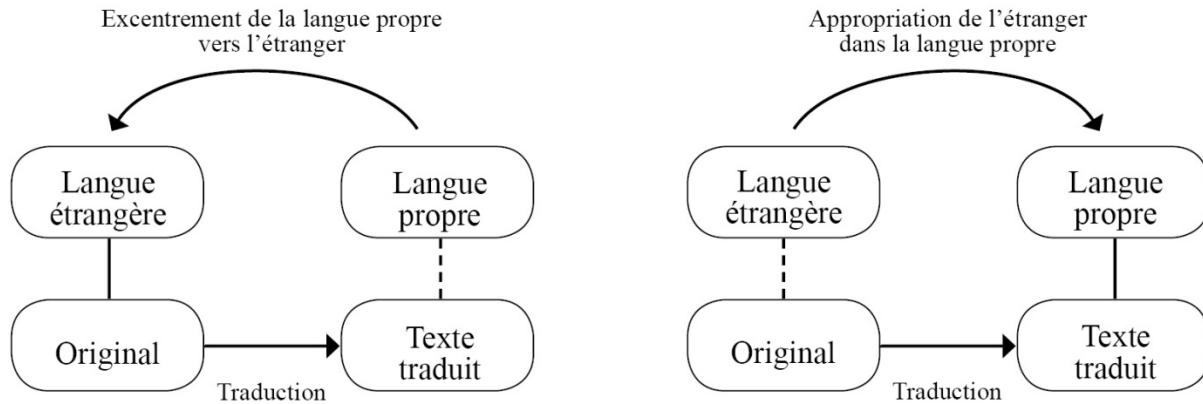 Excentrement de la langue propre
vers l’étranger
Langue
étrangère
Langue
propre
Original
Texte
traduit
Traduction
Appropriation de l’étranger
dans la langue propre
Langue
étrangère
Langue
propre
Original
Texte
traduit
Traduction